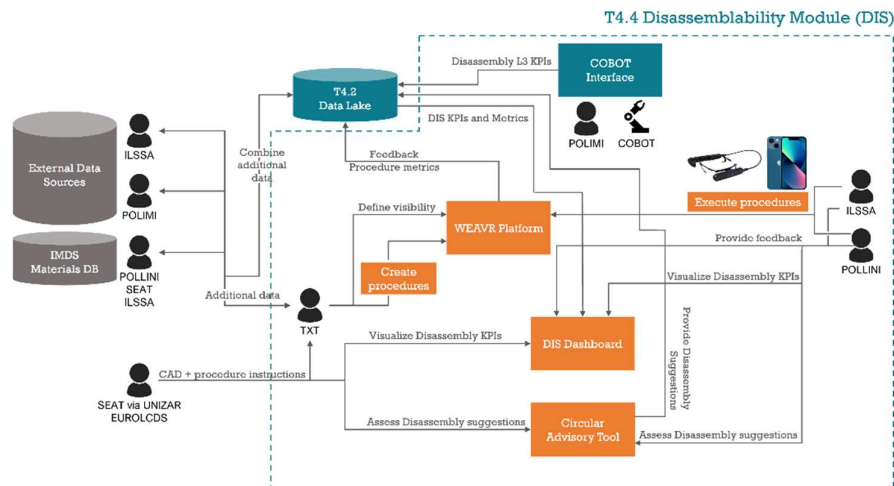 T4.4 Disassemblability Module (DIS)
Disassembly L3 KPIs
COBOT
Interface
T4.2
Data Lake
DIS KPIs and Metrics
POLIMI
COBOT
ILSSA
External Data
Sources
Combine
additional
data
Feedback
Procedure metrics
POLIMI
Execute procedures
ILSSA
Define visibility
WEAVR Platform
IMDS
Materials DB
POLLINI
SEAT
ILSSA
Provide feedback
POLLINI
Create
procedures
Visualize Disassembly KPIs
Additional data
TXT
Visualize Disassembly KPIs
DIS Dashboard
Provide Disassembly
Suggestions
CAD + procedure instructions
SEAT via UNIZAR
EUROLCDS
Assess Disassembly suggestions
Circular
Advisory Tool
Assess Disassembly suggestions